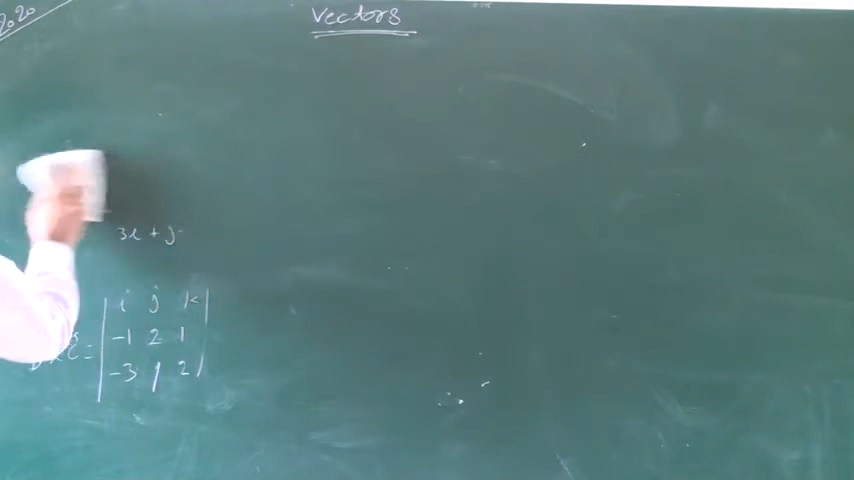 2020
Vectors
3i + j
i j k
-1 2 1
× c =
-3 1 2